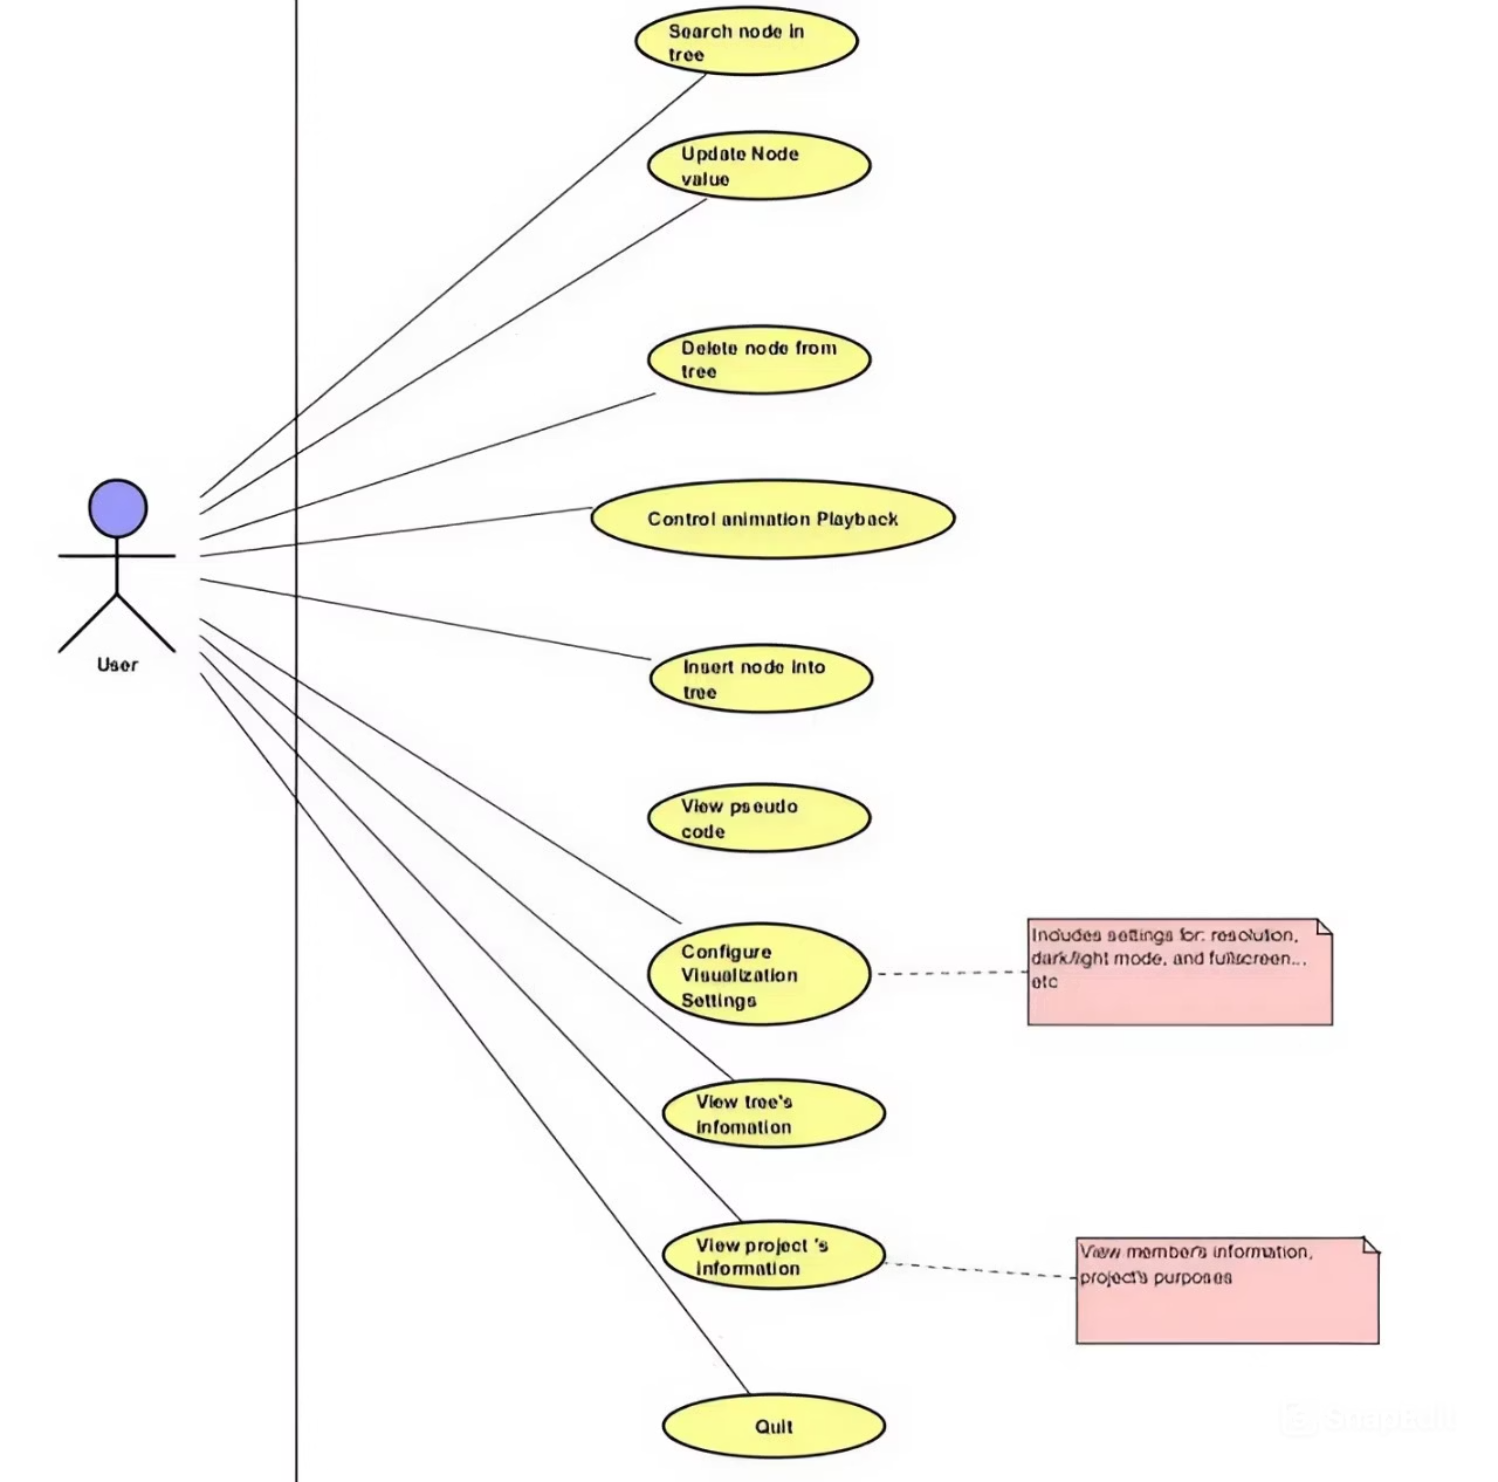 Search node in
tree
Update Node
value
Delete node from
tree
Control animation Playback
User
Insert node into
tree
View pseudo
code
Configure
Visualization
Settings
Includes settings for: resolution,
dark/light mode, and fullscreen...
etc
View tree's
infomation
View project 's
information
View member's information,
project's purposes
Quit